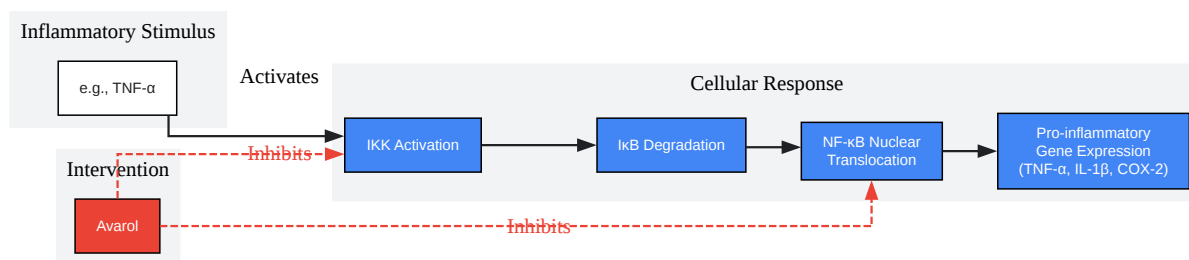 Inflammatory Stimulus
e.g., TNF-α
Activates
Cellular Response
IKK Activation
IκB Degradation
NF-κB Nuclear
Translocation
Pro-inflammatory
Gene Expression
(TNF-α, IL-1β, COX-2)
Inhibits
Intervention
Avarol
Inhibits